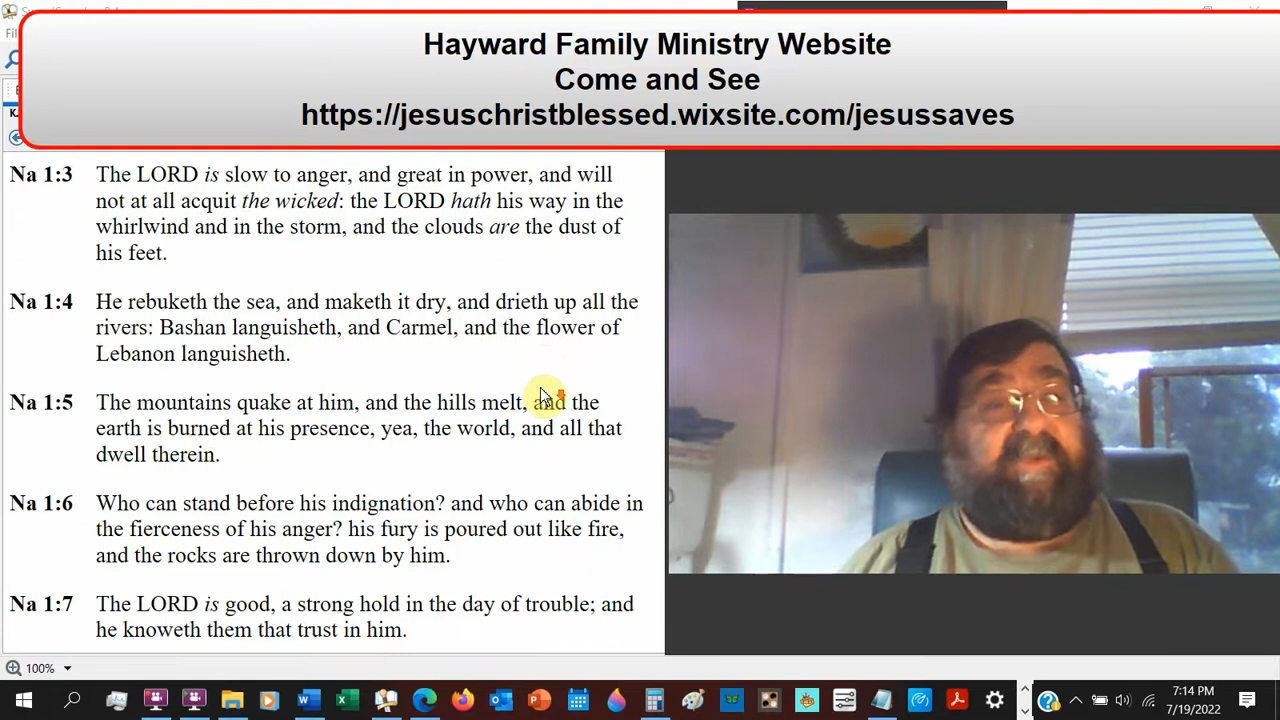 Hayward Family Ministry Website
Come and See
https://jesuschristblessed.wixsite.com/jesussaves
Na 1:3 The LORD is slow to anger, and great in power, and will
not at all acquit the wicked: the LORD hath his way in the
whirlwind and in the storm, and the clouds are the dust of
his feet.
Na 1:4 He rebuketh the sea, and maketh it dry, and drieth up all the
rivers: Bashan languisheth, and Carmel, and the flower of
Lebanon languisheth.
Na 1:5 The mountains quake at him, and the hills melt, and the
earth is burned at his presence, yea, the world, and all that
dwell therein.
Na 1:6 Who can stand before his indignation? and who can abide in
the fierceness of his anger? his fury is poured out like fire,
and the rocks are thrown down by him.
Na 1:7 The LORD is good, a strong hold in the day of trouble; and
he knoweth them that trust in him.
100%
7:14 PM
7/19/2022